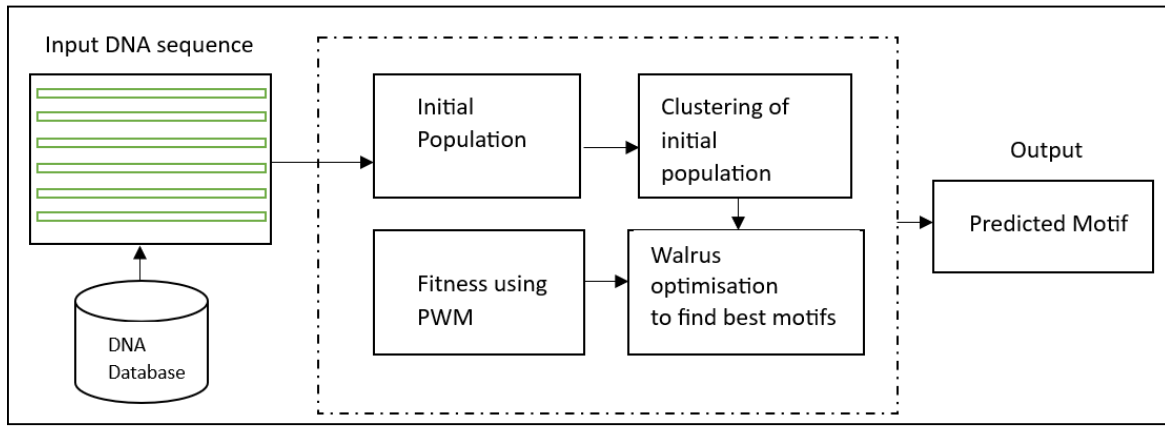 Input DNA sequence
DNA
Database
Initial
Population
Clustering of
initial
population
Fitness using
PWM
Walrus
optimisation
to find best motifs
Output
Predicted Motif